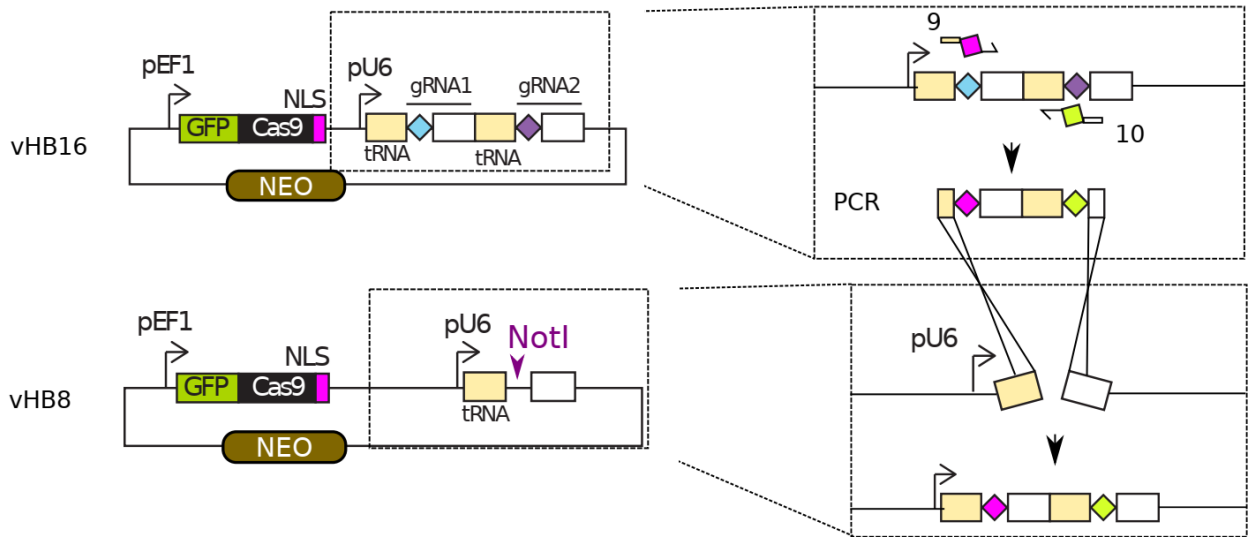 vHB16
pEF1
GFP
Cas9
NLS
pU6
gRNA1
gRNA2
tRNA
tRNA
NEO
9
10
PCR
vHB8
pEF1
GFP
Cas9
NLS
pU6
NotI
tRNA
NEO
pU6